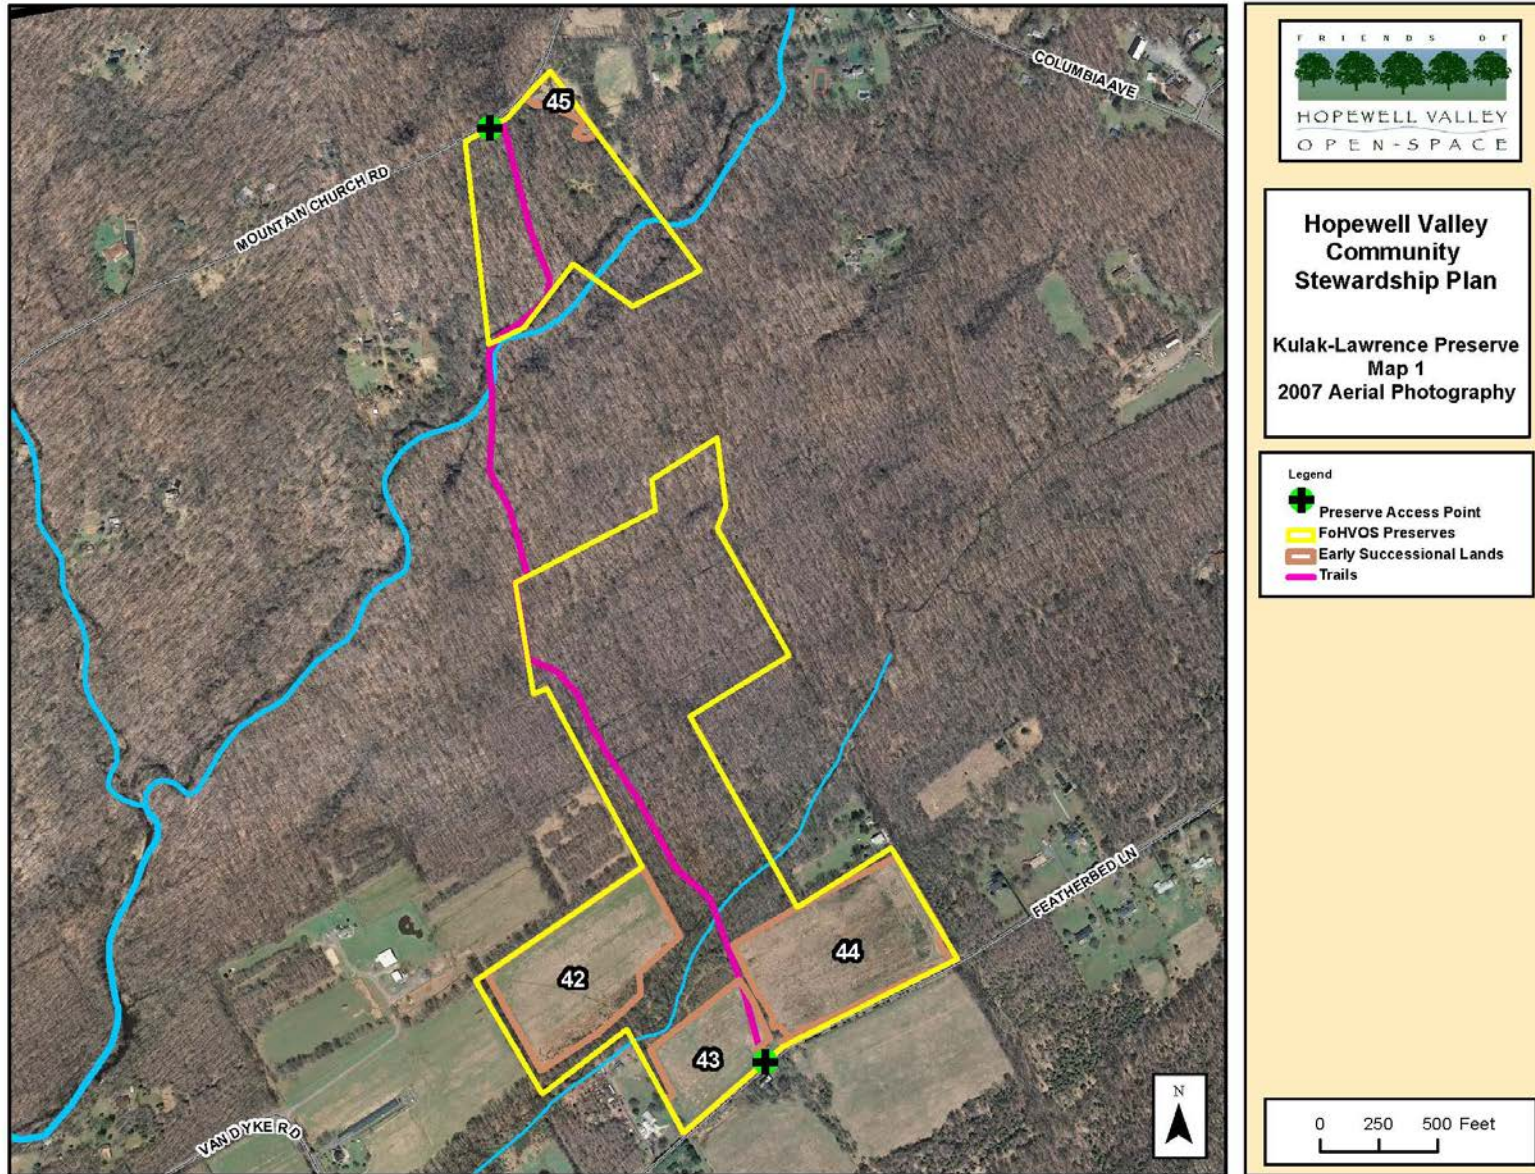 45
COLUMBIA AVE
MOUNTAIN CHURCH RD
FEATHERBED LN
44
42
43
VAN DYKE RD
N
FRIENDS OF
HOPEWELL VALLEY
OPEN-SPACE
Hopewell Valley
Community
Stewardship Plan
Kulak-Lawrence Preserve
Map 1
2007 Aerial Photography
Legend
Preserve Access Point
FoHVOS Preserves
Early Successional Lands
Trails
0 250 500 Feet